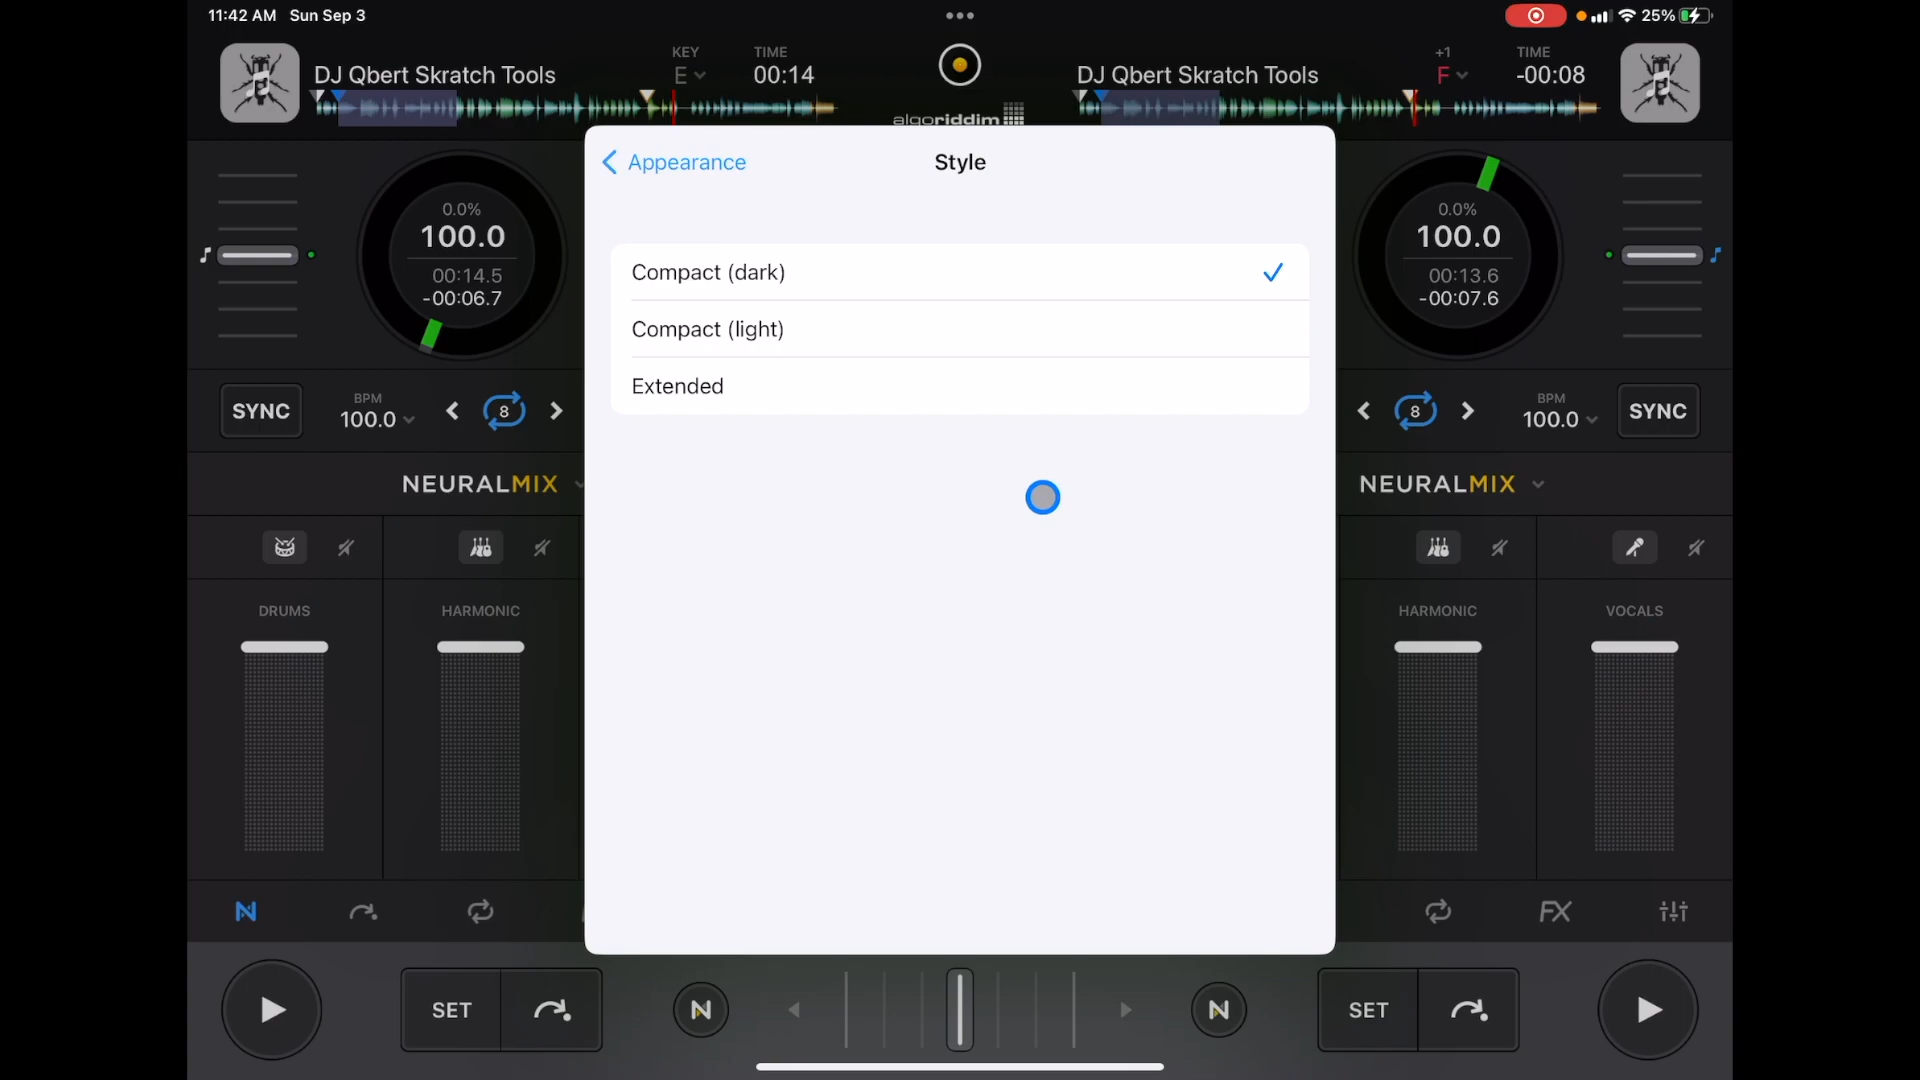 11:42 AM Sun Sep 3
25%
DJ Qbert Skratch Tools
KEY
E
TIME
00:14
algoriddim
DJ Qbert Skratch Tools
+1
F
TIME
-00:08
Appearance
Style
Compact (dark)
Compact (light)
Extended
0.0%
100.0
00:14.5
-00:06.7
0.0%
100.0
00:13.6
-00:07.6
SYNC
BPM
100.0
8
8
BPM
100.0
SYNC
NEURALMIX
NEURALMIX
DRUMS
HARMONIC
HARMONIC
VOCALS
FX
SET
SET